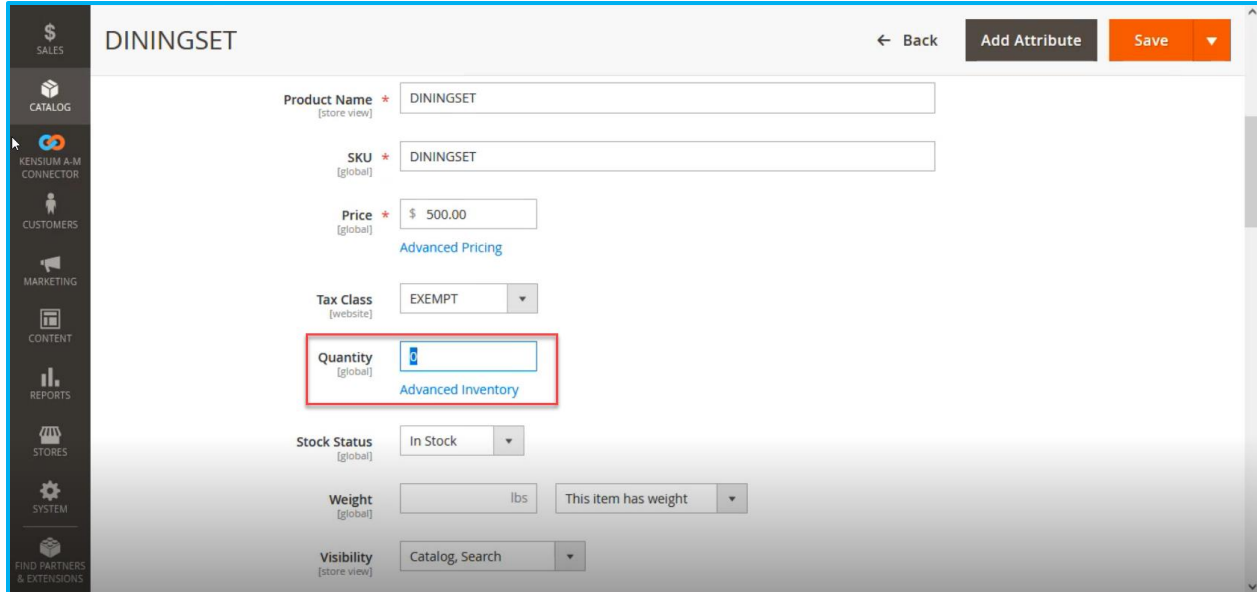 $
SALES
DININGSET
← Back
Add Attribute
Save
CATALOG
Product Name *
[store view]
DININGSET
KENSIUM A-M
CONNECTOR
SKU *
[global]
DININGSET
CUSTOMERS
Price *
[global]
$ 500.00
Advanced Pricing
MARKETING
Tax Class
[website]
EXEMPT
CONTENT
Quantity
[global]
0
Advanced Inventory
REPORTS
STORES
Stock Status
[global]
In Stock
SYSTEM
Weight
[global]
lbs
This item has weight
FIND PARTNERS
& EXTENSIONS
Visibility
[store view]
Catalog, Search